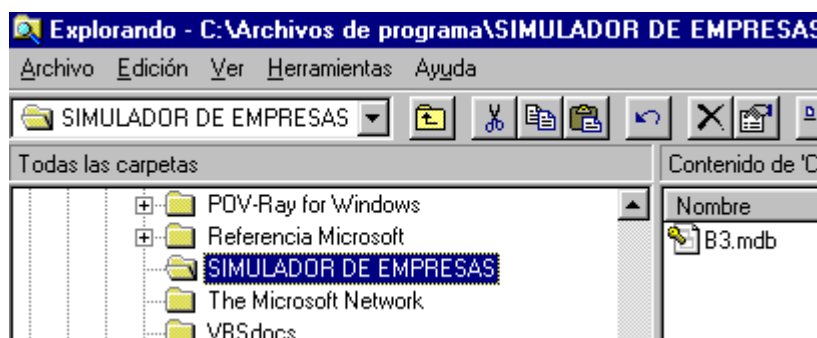 Explorando - C:\Archivos de programa\SIMULADOR DE EMPRESAS
Archivo Edición Ver Herramientas Ayuda
SIMULADOR DE EMPRESAS
Todas las carpetas
Contenido de 'C
POV-Ray for Windows
Referencia Microsoft
SIMULADOR DE EMPRESAS
The Microsoft Network
VBSdocs
Nombre
B3.mdb